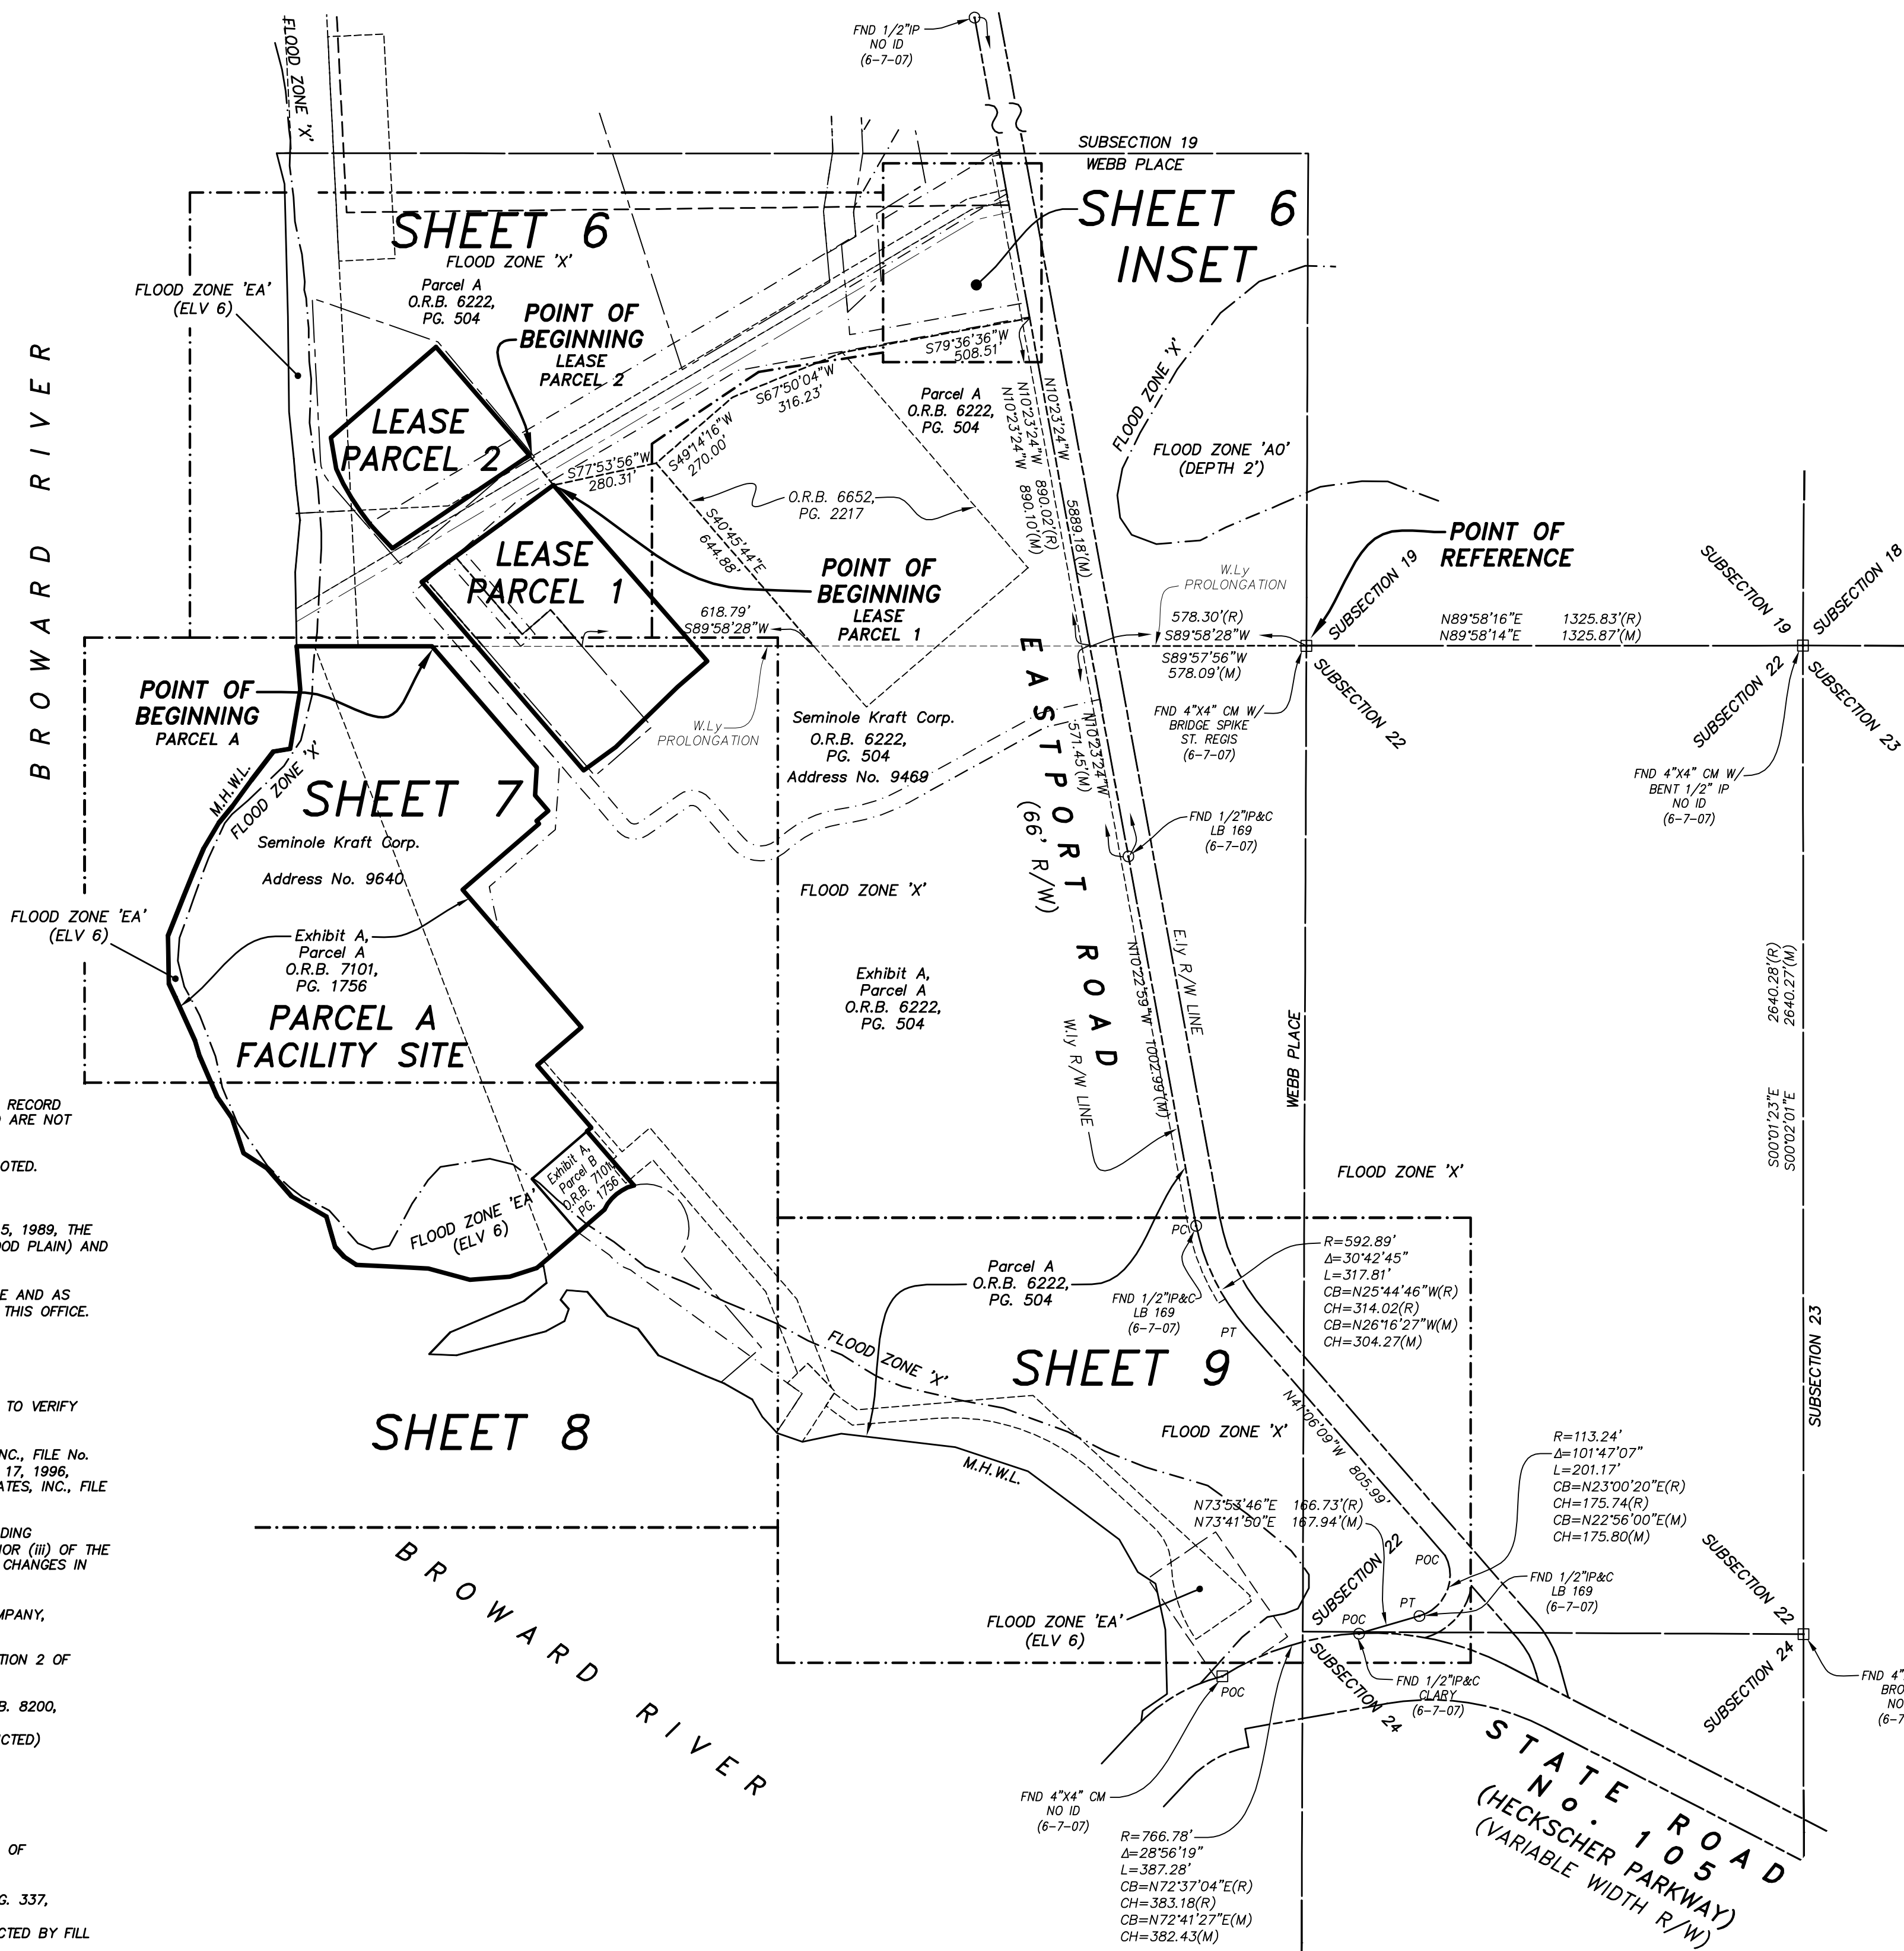 FND 1/2"IP
NO ID
(6-7-07)
FLOOD ZONE 'X'
SUBSECTION 19
WEBB PLACE
SHEET 6
FLOOD ZONE 'X'
SHEET 6
INSET
FLOOD ZONE 'EA'
(ELV 6)
Parcel A
O.R.B. 6222,
PG. 504
POINT OF
BEGINNING
LEASE
PARCEL 2
S79°36'36"W
508.51'
S67°50'04"W
316.23'
S49°14'16"W
270.00'
S77°53'56"W
280.31'
Parcel A
O.R.B. 6222,
PG. 504
FLOOD ZONE 'X'
FLOOD ZONE 'AO'
(DEPTH 2')
BROWARD RIVER
LEASE
PARCEL 2
N10°23'24"W 5889.18'(M)
N10°23'24"W 890.02'(R)
N10°23'24"W 890.10'(M)
O.R.B. 6652,
PG. 2217
S40°45'44"E
644.88'
POINT OF
REFERENCE
LEASE
PARCEL 1
POINT OF
BEGINNING
LEASE
PARCEL 1
W.Ly
PROLONGATION
618.79'
S89°58'28"W
578.30'(R)
S89°58'28"W
S89°57'56"W
578.09'(M)
SUBSECTION 19
SUBSECTION 22
N89°58'16"E 1325.83'(R)
N89°58'14"E 1325.87'(M)
SUBSECTION 19
SUBSECTION 18
SUBSECTION 22
SUBSECTION 23
POINT OF
BEGINNING
PARCEL A
W.Ly
PROLONGATION
Seminole Kraft Corp.
O.R.B. 6222,
PG. 504
Address No. 9469
EASTPORT ROAD
(66' R/W)
N10°23'24"W
571.45'(M)
FND 4"X4" CM W/
BRIDGE SPIKE
ST. REGIS
(6-7-07)
FND 4"X4" CM W/
BENT 1/2" IP
NO ID
(6-7-07)
M.H.W.L.
FLOOD ZONE 'X'
SHEET 7
Seminole Kraft Corp.
Address No. 9640
FND 1/2"IP&C
LB 169
(6-7-07)
FLOOD ZONE 'X'
FLOOD ZONE 'EA'
(ELV 6)
Exhibit A,
Parcel A
O.R.B. 7101,
PG. 1756
PARCEL A
FACILITY SITE
Exhibit A,
Parcel A
O.R.B. 6222,
PG. 504
N10°22'59"W 1002.99'(M)
E.ly R/W LINE
W.ly R/W LINE
WEBB PLACE
2640.28'(R)
2640.27'(M)
S00°01'23"E
S00°02'01"E
RECORD
ARE NOT
OTED.
5, 1989, THE
OOD PLAIN) AND
E AND AS
THIS OFFICE.
TO VERIFY
NC., FILE No.
17, 1996,
ATES, INC., FILE
DING
NOR (iii) OF THE
CHANGES IN
MPANY,
TION 2 OF
B. 8200,
CTED)
OF
G. 337,
CTED BY FILL
Exhibit A,
Parcel B
O.R.B. 7101,
PG. 1756
FLOOD ZONE 'EA'
(ELV 6)
FLOOD ZONE 'X'
PC
FND 1/2"IP&C
LB 169
(6-7-07)
PT
R=592.89'
Δ=30°42'45"
L=317.81'
CB=N25°44'46"W(R)
CH=314.02(R)
CB=N26°16'27"W(M)
CH=304.27(M)
Parcel A
O.R.B. 6222,
PG. 504
FLOOD ZONE 'X'
SHEET 9
SUBSECTION 23
SHEET 8
FLOOD ZONE 'X'
N41°06'09"W 805.99'
M.H.W.L.
R=113.24'
Δ=101°47'07"
L=201.17'
CB=N23°00'20"E(R)
CH=175.74(R)
CB=N22°56'00"E(M)
CH=175.80(M)
N73°53'46"E 166.73'(R)
N73°41'50"E 167.94'(M)
SUBSECTION 22
POC
PT
FND 1/2"IP&C
LB 169
(6-7-07)
SUBSECTION 22
SUBSECTION 24
BROWARD RIVER
FLOOD ZONE 'EA'
(ELV 6)
POC
SUBSECTION 24
FND 1/2"IP&C
CLARY
(6-7-07)
POC
FND 4"
BRO
NO
(6-7
FND 4"X4" CM
NO ID
(6-7-07)
R=766.78'
Δ=28°56'19"
L=387.28'
CB=N72°37'04"E(R)
CH=383.18(R)
CB=N72°41'27"E(M)
CH=382.43(M)
STATE ROAD
No. 105
(HECKSCHER PARKWAY)
(VARIABLE WIDTH R/W)